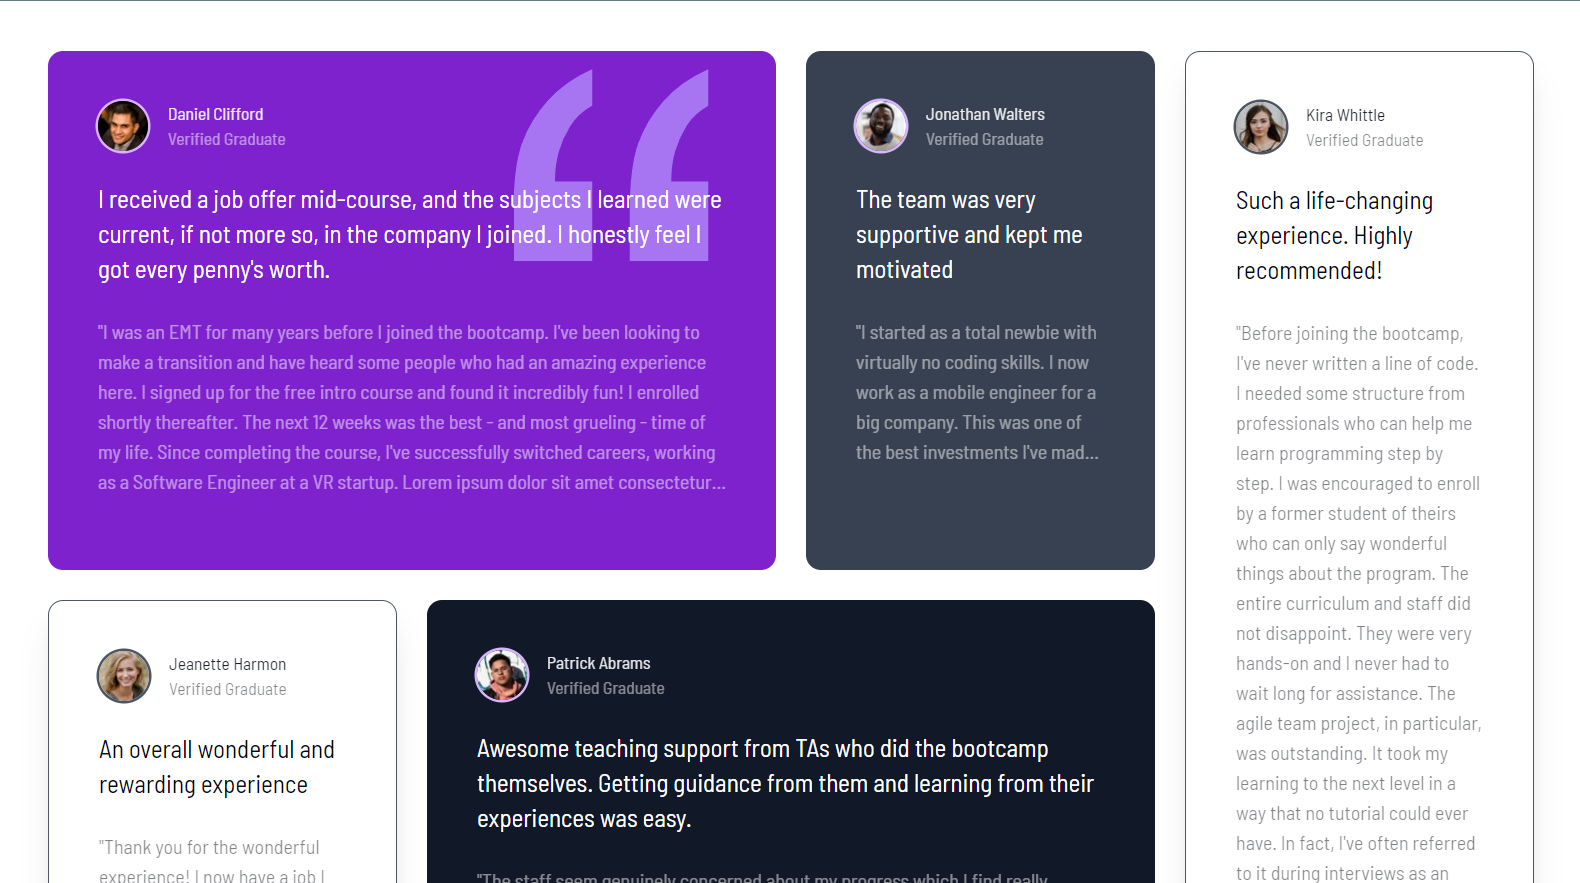 Daniel Clifford
Verified Graduate
I received a job offer mid-course, and the subjects I learned were
current, if not more so, in the company I joined. I honestly feel I
got every penny's worth.
"I was an EMT for many years before I joined the bootcamp. I've been looking to
make a transition and have heard some people who had an amazing experience
here. I signed up for the free intro course and found it incredibly fun! I enrolled
shortly thereafter. The next 12 weeks was the best - and most grueling - time of
my life. Since completing the course, I've successfully switched careers, working
as a Software Engineer at a VR startup. Lorem ipsum dolor sit amet consectetur...
Jonathan Walters
Verified Graduate
The team was very
supportive and kept me
motivated
"I started as a total newbie with
virtually no coding skills. I now
work as a mobile engineer for a
big company. This was one of
the best investments I've mad...
Kira Whittle
Verified Graduate
Such a life-changing
experience. Highly
recommended!
"Before joining the bootcamp,
I've never written a line of code.
I needed some structure from
professionals who can help me
learn programming step by
step. I was encouraged to enroll
by a former student of theirs
who can only say wonderful
things about the program. The
entire curriculum and staff did
not disappoint. They were very
hands-on and I never had to
wait long for assistance. The
agile team project, in particular,
was outstanding. It took my
learning to the next level in a
way that no tutorial could ever
have. In fact, I've often referred
to it during interviews as an
Jeanette Harmon
Verified Graduate
An overall wonderful and
rewarding experience
"Thank you for the wonderful
experience! I now have a job I
Patrick Abrams
Verified Graduate
Awesome teaching support from TAs who did the bootcamp
themselves. Getting guidance from them and learning from their
experiences was easy.
"The staff seem genuinely concerned about my progress which I find really